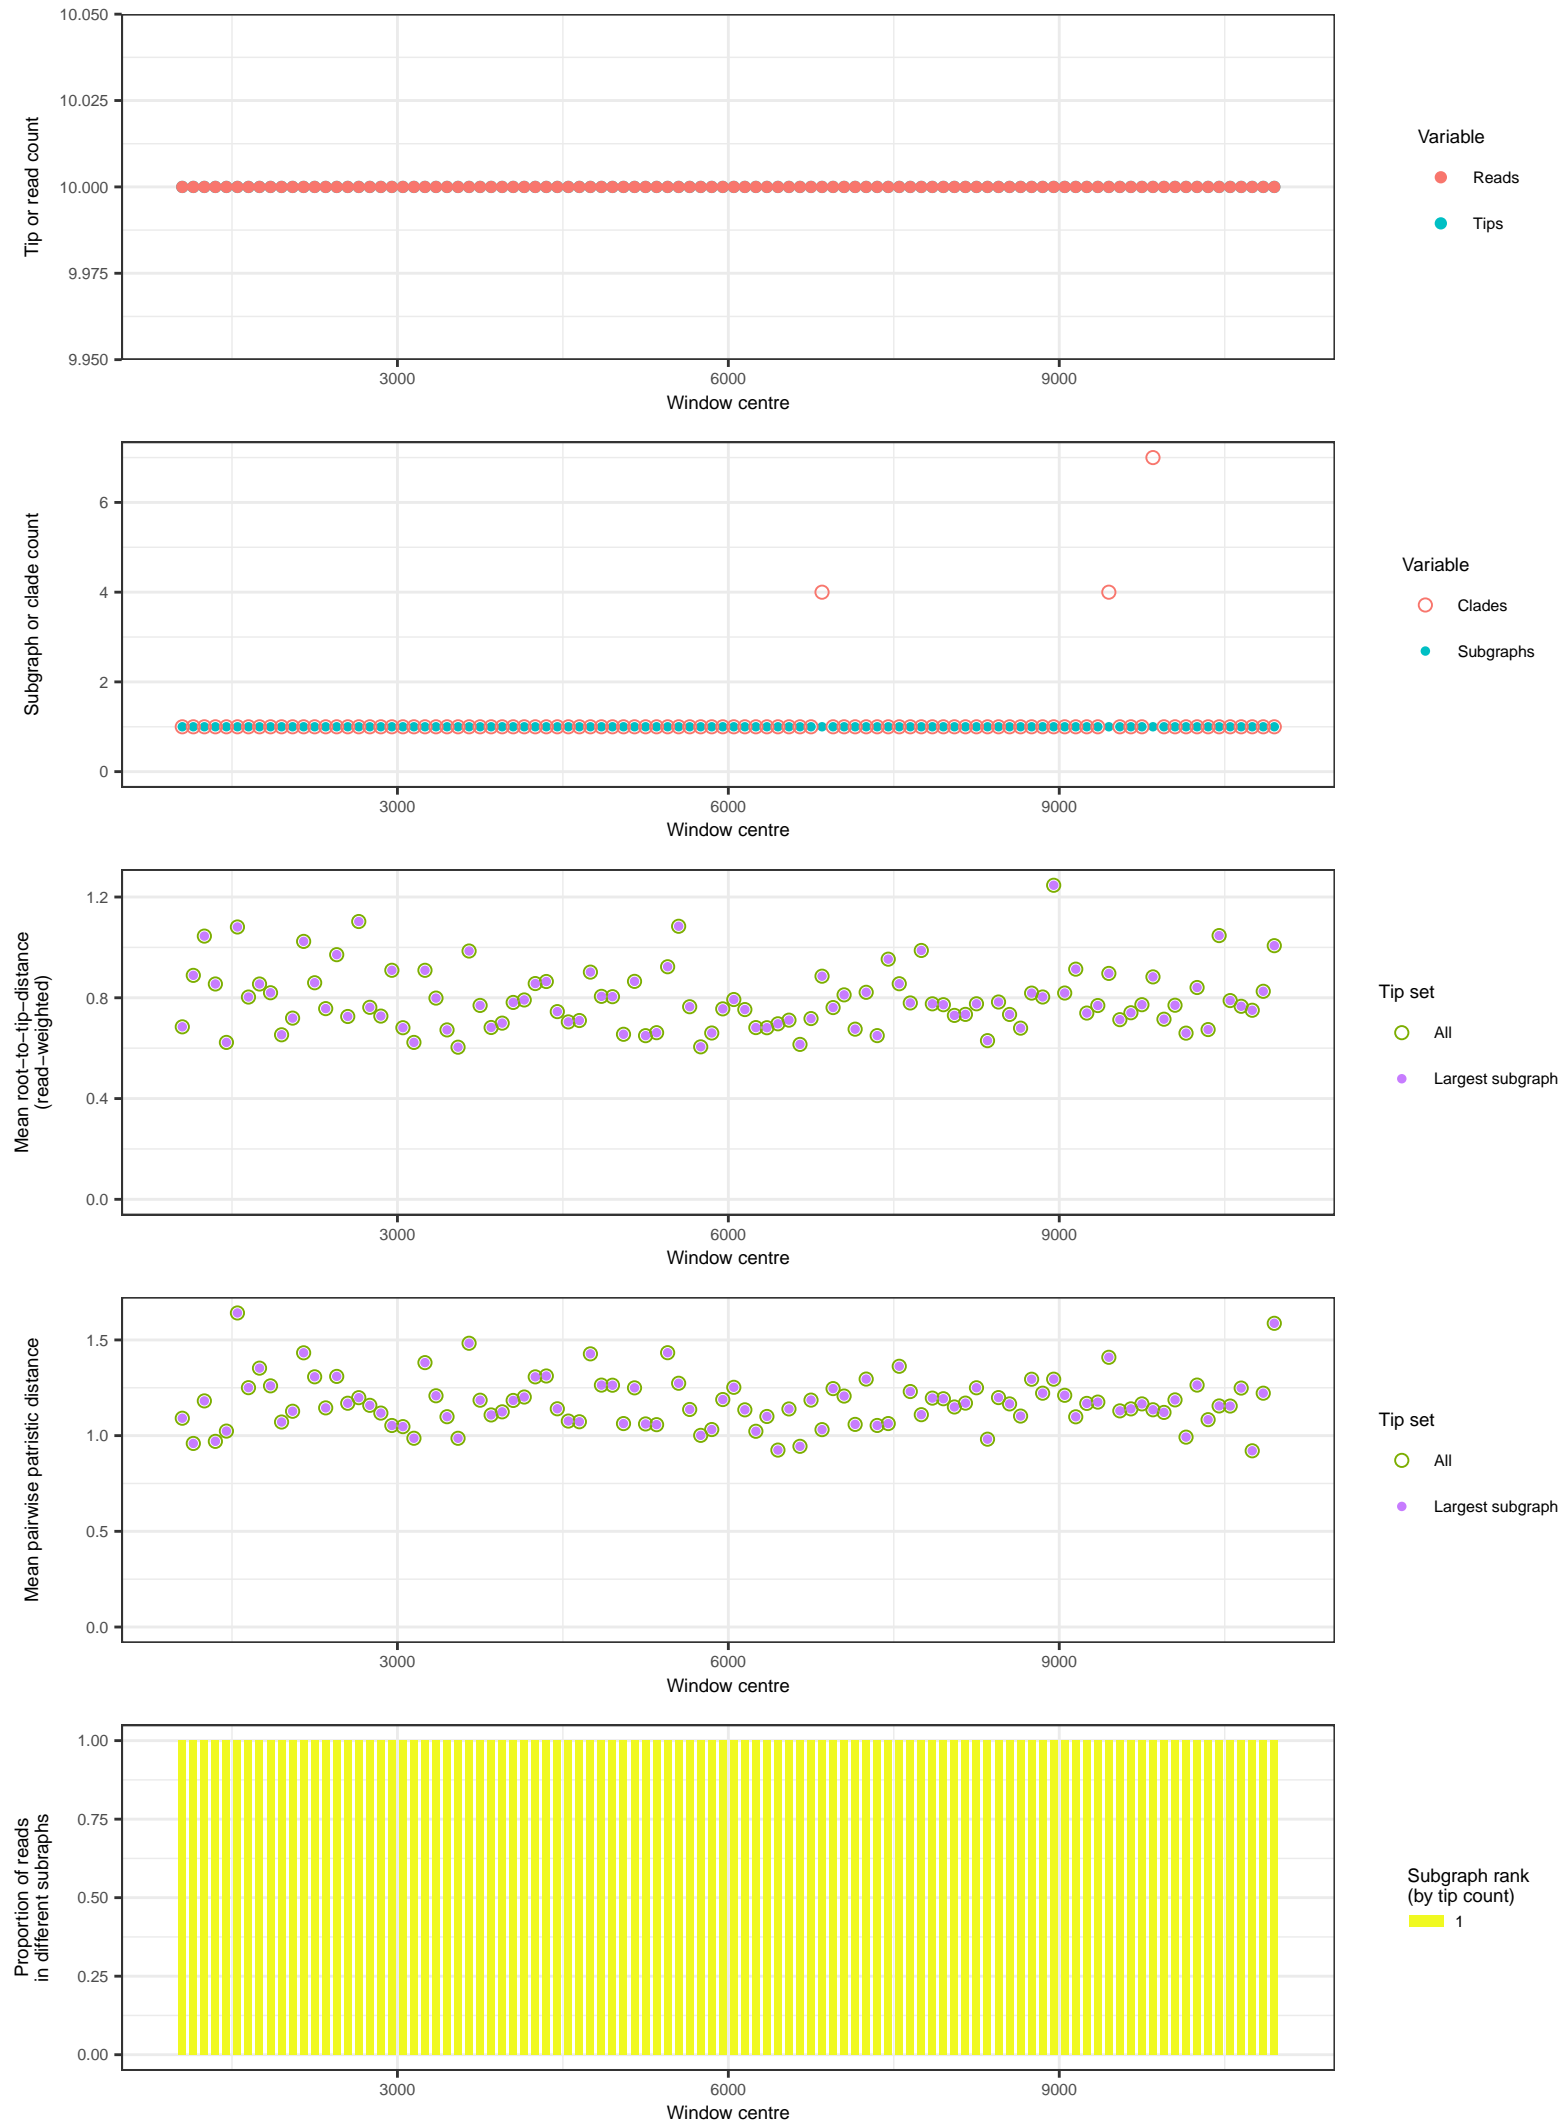 10.050
10.025
10.000
9.975
9.950
Tip or read count
3000
6000
9000
Window centre
Variable
Reads
Tips
6
4
2
0
Subgraph or clade count
3000
6000
9000
Window centre
Variable
Clades
Subgraphs
1.2
0.8
0.4
0.0
Mean root−to−tip−distance
(read−weighted)
3000
6000
9000
Window centre
Tip set
All
Largest subgraph
1.5
1.0
0.5
0.0
Mean pairwise patristic distance
3000
6000
9000
Window centre
Tip set
All
Largest subgraph
1.00
0.75
0.50
0.25
0.00
Proportion of reads
in different subraphs
3000
6000
9000
Window centre
Subgraph rank
(by tip count)
1